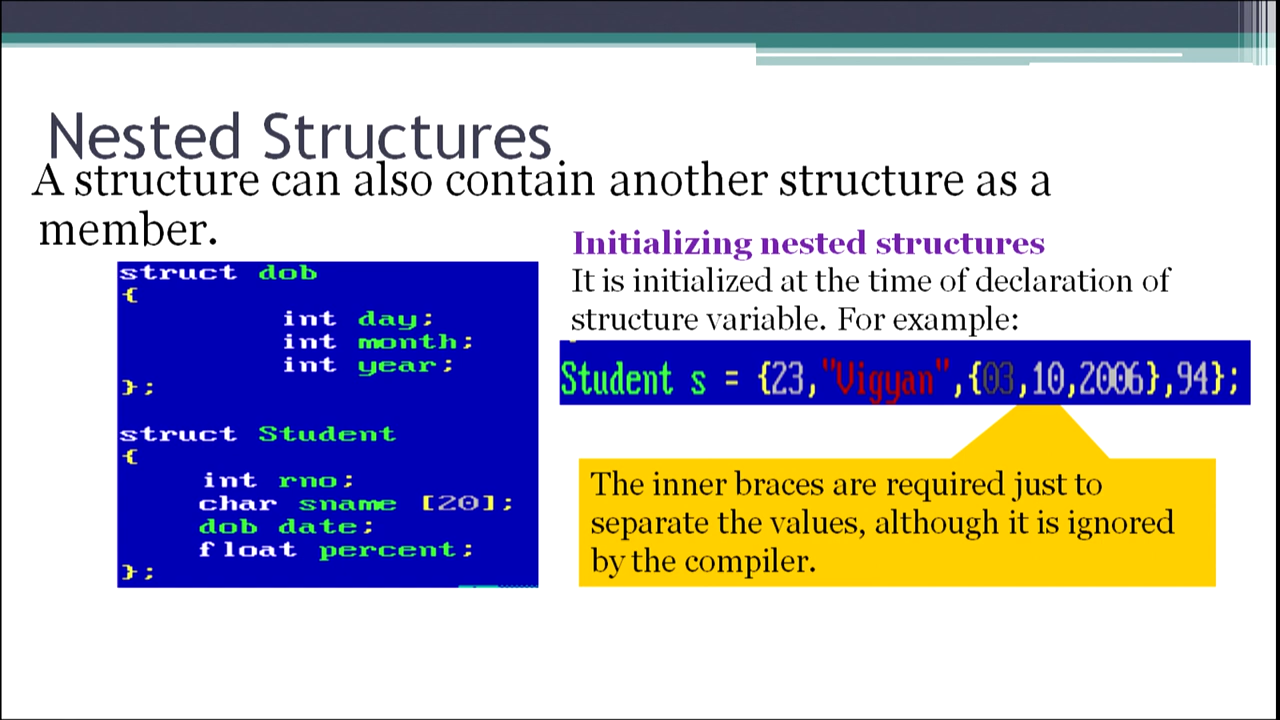 Nested Structures
A structure can also contain another structure as a
member.
struct dob
{
int day;
int month;
int year;
};
struct Student
{
int rno;
char sname [20];
dob date;
float percent;
};
Initializing nested structures
It is initialized at the time of declaration of
structure variable. For example:
Student s = {23,"Vigyan",{03,10,2006},94};
The inner braces are required just to
separate the values, although it is ignored
by the compiler.